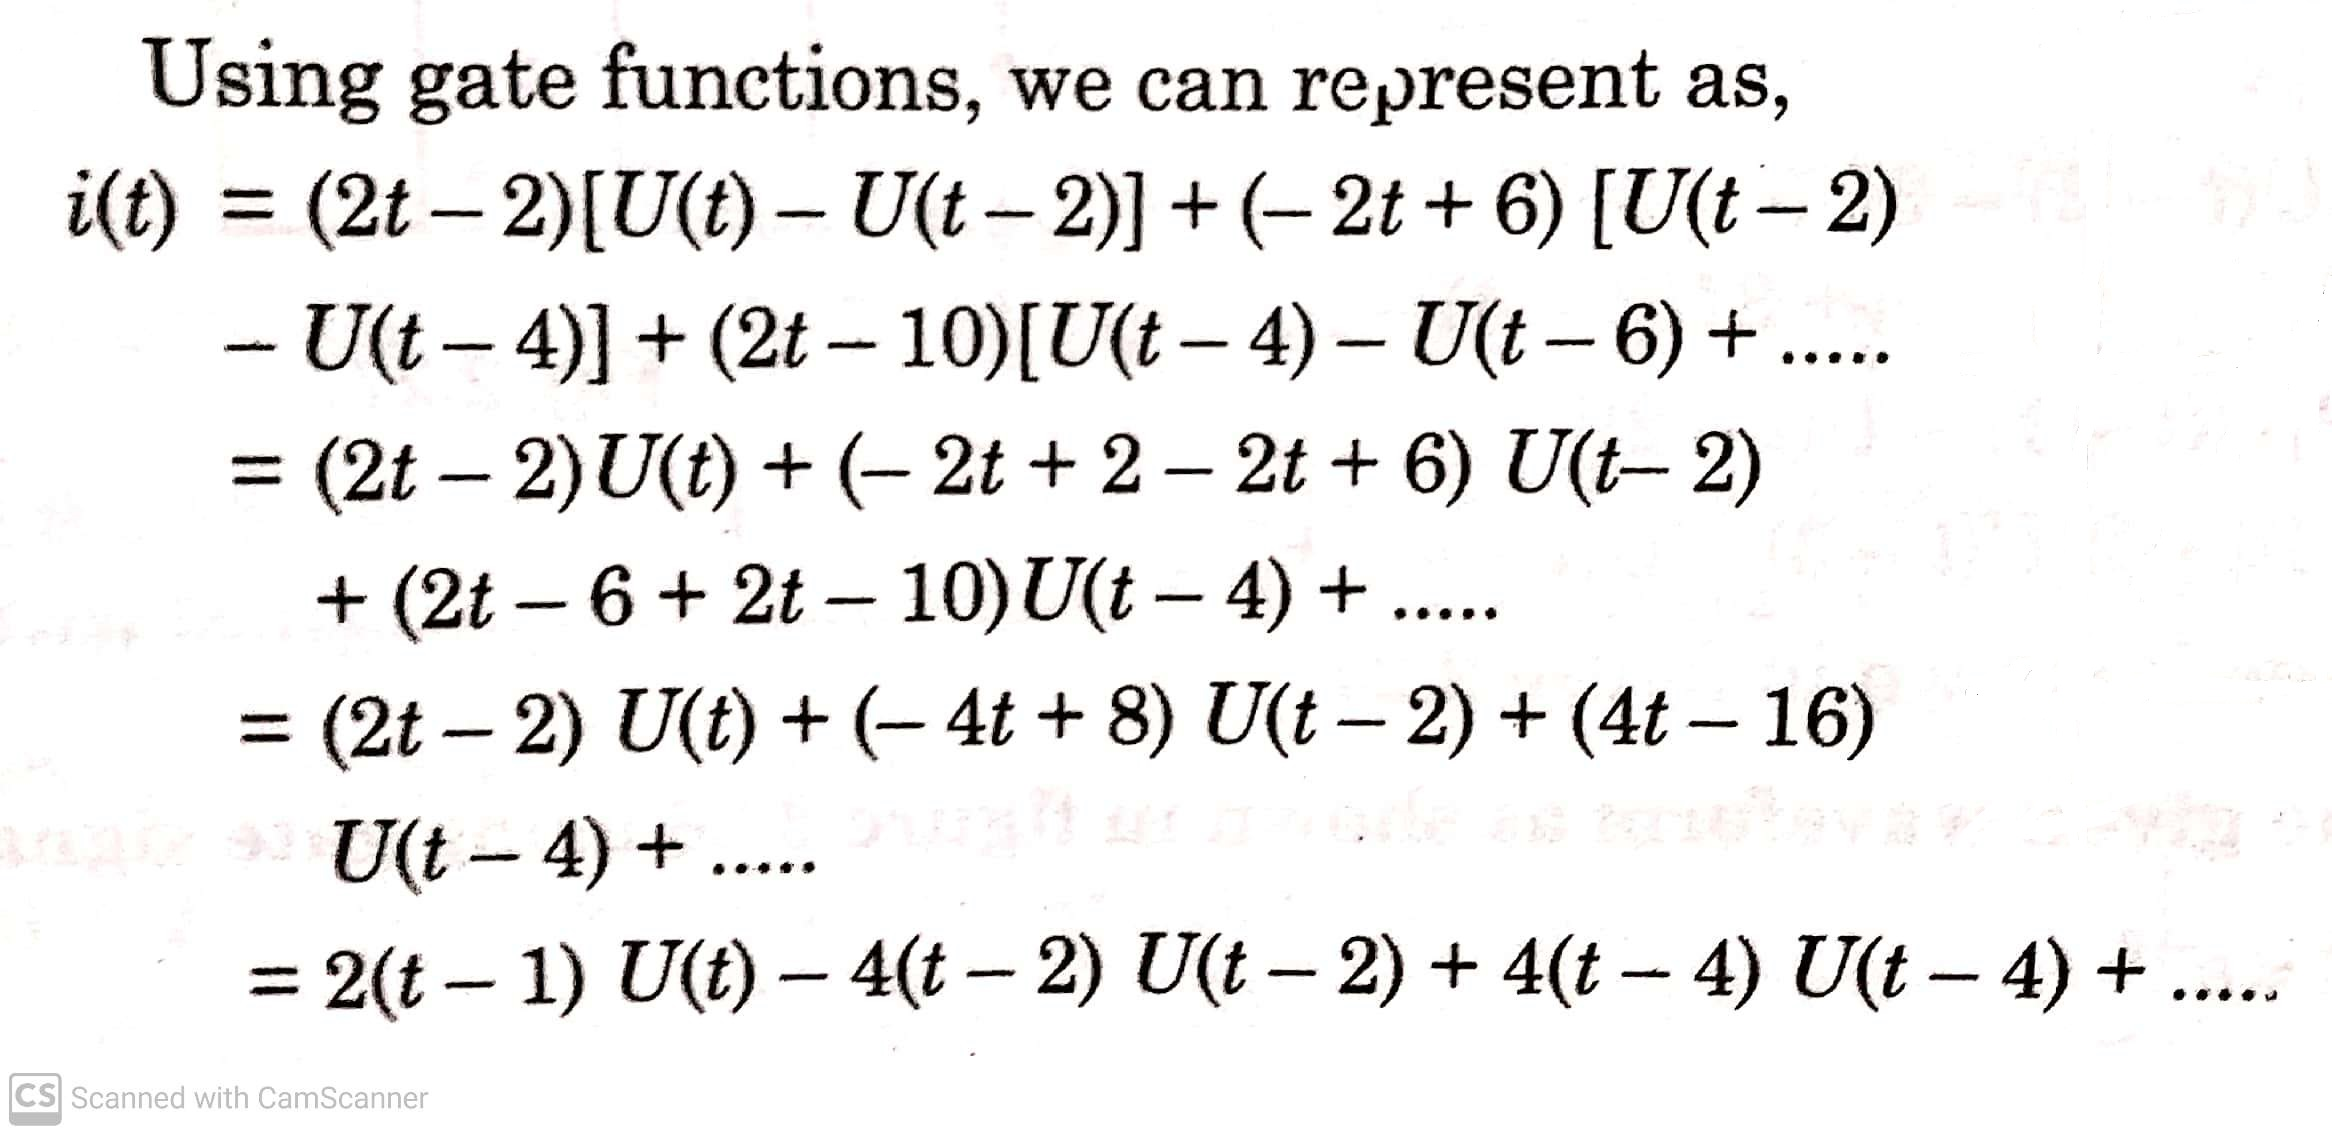 Using gate functions, we can represent as,
i(t) = (2t – 2)[U(t) – U(t – 2)] + (– 2t + 6) [U(t – 2)
– U(t – 4)] + (2t – 10)[U(t – 4) – U(t – 6) + .....
= (2t – 2)U(t) + (– 2t + 2 – 2t + 6) U(t– 2)
+ (2t – 6 + 2t – 10)U(t – 4) + .....
= (2t – 2) U(t) + (– 4t + 8) U(t – 2) + (4t – 16)
U(t – 4) + .....
= 2(t – 1) U(t) – 4(t – 2) U(t – 2) + 4(t – 4) U(t – 4) + .....
CS Scanned with CamScanner